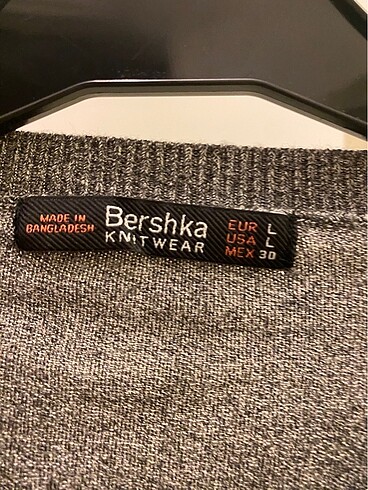 MADE IN
BANGLADESH
Bershka
KNITWEAR
EUR L
USA L
MEX 30